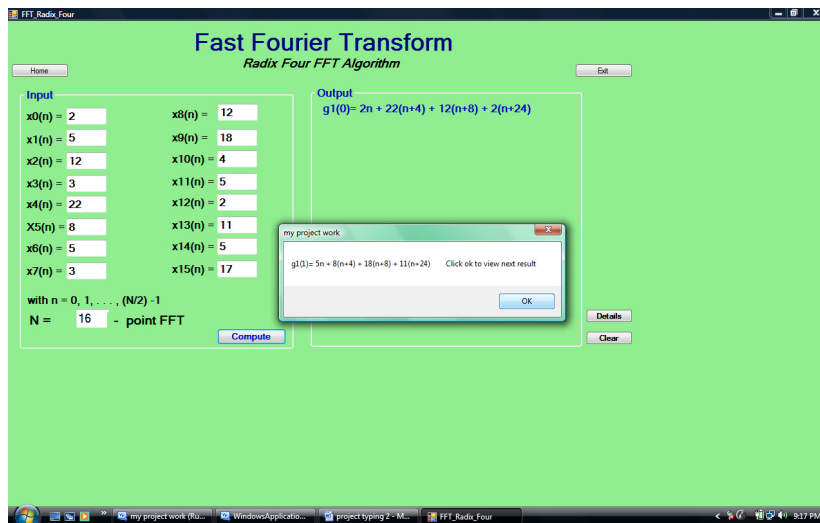 FFT_Radix_Four
Fast Fourier Transform
Radix Four FFT Algorithm
Home
Exit
Input
x0(n) = 2
x1(n) = 5
x2(n) = 12
x3(n) = 3
x4(n) = 22
X5(n) = 8
x6(n) = 5
x7(n) = 3
x8(n) = 12
x9(n) = 18
x10(n) = 4
x11(n) = 5
x12(n) = 2
x13(n) = 11
x14(n) = 5
x15(n) = 17
with n = 0, 1, . . . , (N/2) -1
N = 16 - point FFT
Compute
Output
g1(0)= 2n + 22(n+4) + 12(n+8) + 2(n+24)
my project work
g1(1)= 5n + 8(n+4) + 18(n+8) + 11(n+24) Click ok to view next result
OK
Details
Clear
my project work (Ru...
WindowsApplicatio...
project typing 2 - M...
FFT_Radix_Four
9:17 PM